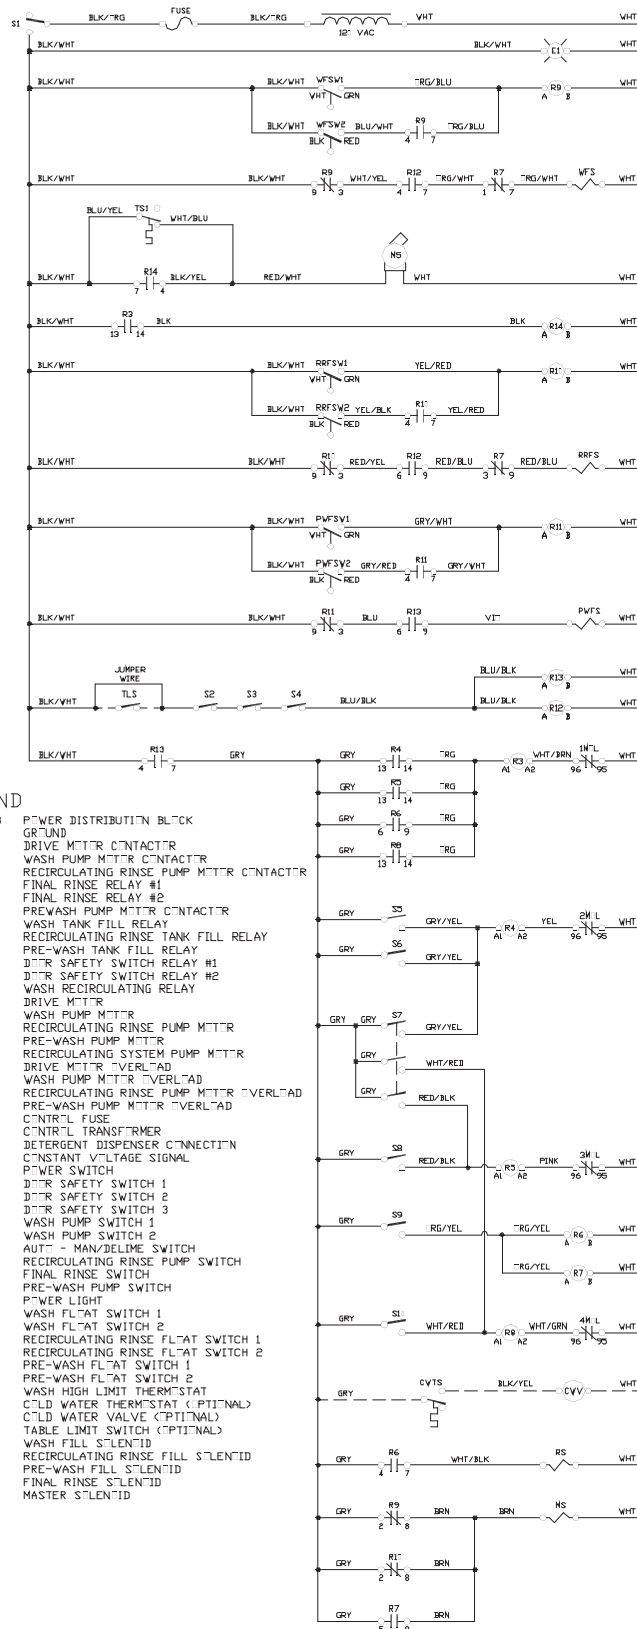 S1 BLK/ORG FUSE BLK/ORG 120 VAC WHT WHT
BLK/WHT BLK/WHT E1 WHT
BLK/WHT BLK/WHT WFSW1 ORG/BLU R9 WHT
WHT GRN A B
BLK/WHT WFSW2 BLU/WHT R9 ORG/BLU
BLK RED 4 7
BLK/WHT BLK/WHT R9 WHT/YEL R12 ORG/WHT R7 ORG/WHT WFS WHT
9 3 4 7 1 7
BLU/YEL TS1 WHT/BLU
M5
BLK/WHT R14 BLK/YEL RED/WHT WHT WHT
7 4
BLK/WHT R3 BLK BLK R14 WHT
13 14 A B
BLK/WHT BLK/WHT RRFSW1 YEL/RED R10 WHT
WHT GRN A B
BLK/WHT RRFSW2 YEL/BLK R10 YEL/RED
BLK RED 4 7
BLK/WHT BLK/WHT R10 RED/YEL R12 RED/BLU R7 RED/BLU RRFS WHT
9 3 6 9 3 9
BLK/WHT BLK/WHT PWFSW1 GRY/WHT R11 WHT
WHT GRN A B
BLK/WHT PWFSW2 GRY/RED R11 GRY/WHT
BLK RED 4 7
BLK/WHT BLK/WHT R11 BLU R13 VIO PWFS WHT
9 3 6 9
JUMPER
WIRE
BLU/BLK R13 WHT
A B
BLK/WHT TLS S2 S3 S4 BLU/BLK BLU/BLK R12 WHT
A B
BLK/WHT R13 GRY GRY R4 ORG R3 WHT/BRN 1MOL WHT
4 7 13 14 A1 A2 96 95
GRY R5 ORG
13 14
GRY R6 ORG
6 9
GRY R8 ORG
13 14
ND
POWER DISTRIBUTION BLOCK
GROUND
DRIVE MOTOR CONTACTOR
WASH PUMP MOTOR CONTACTOR
RECIRCULATING RINSE PUMP MOTOR CONTACTOR
FINAL RINSE RELAY #1
FINAL RINSE RELAY #2
PREWASH PUMP MOTOR CONTACTOR
WASH TANK FILL RELAY
RECIRCULATING RINSE TANK FILL RELAY
PRE-WASH TANK FILL RELAY
DOOR SAFETY SWITCH RELAY #1
DOOR SAFETY SWITCH RELAY #2
WASH RECIRCULATING RELAY
DRIVE MOTOR
WASH PUMP MOTOR
RECIRCULATING RINSE PUMP MOTOR
PRE-WASH PUMP MOTOR
RECIRCULATING SYSTEM PUMP MOTOR
DRIVE MOTOR OVERLOAD
WASH PUMP MOTOR OVERLOAD
RECIRCULATING RINSE PUMP MOTOR OVERLOAD
PRE-WASH PUMP MOTOR OVERLOAD
CONTROL FUSE
CONTROL TRANSFORMER
DETERGENT DISPENSER CONNECTION
CONSTANT VOLTAGE SIGNAL
POWER SWITCH
DOOR SAFETY SWITCH 1
DOOR SAFETY SWITCH 2
DOOR SAFETY SWITCH 3
WASH PUMP SWITCH 1
WASH PUMP SWITCH 2
AUTO - MAN/DELIME SWITCH
RECIRCULATING RINSE PUMP SWITCH
FINAL RINSE SWITCH
PRE-WASH PUMP SWITCH
POWER LIGHT
WASH FLOAT SWITCH 1
WASH FLOAT SWITCH 2
RECIRCULATING RINSE FLOAT SWITCH 1
RECIRCULATING RINSE FLOAT SWITCH 2
PRE-WASH FLOAT SWITCH 1
PRE-WASH FLOAT SWITCH 2
WASH HIGH LIMIT THERMOSTAT
COLD WATER THERMOSTAT (OPTIONAL)
COLD WATER VALVE (OPTIONAL)
TABLE LIMIT SWITCH (OPTIONAL)
WASH FILL SOLENOID
RECIRCULATING RINSE FILL SOLENOID
PRE-WASH FILL SOLENOID
FINAL RINSE SOLENOID
MASTER SOLENOID
GRY S5 GRY/YEL R4 YEL 2MOL WHT
A1 A2 96 95
GRY S6 GRY/YEL
GRY GRY S7 GRY/YEL
GRY WHT/RED
GRY RED/BLK
GRY S8 RED/BLK R5 PINK 3MOL WHT
A1 A2 96 95
GRY S9 ORG/YEL ORG/YEL R6 WHT
A B
ORG/YEL R7 WHT
A B
GRY S10 WHT/RED R8 WHT/GRN 4MOL WHT
A1 A2 96 95
GRY CWTS BLK/YEL CWV WHT
GRY R6 WHT/BLK RS WHT
4 7
GRY R9 BRN BRN MS WHT
2 8
GRY R10 BRN
2 8
GRY R7 BRN